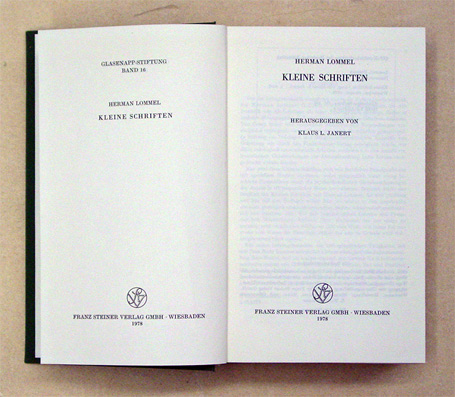 GLASENAPP-STIFTUNG
BAND 16
HERMAN LOMMEL
KLEINE SCHRIFTEN
FRANZ STEINER VERLAG GMBH · WIESBADEN
1978
HERMAN LOMMEL
KLEINE SCHRIFTEN
HERAUSGEGEBEN VON
KLAUS L. JANERT
FRANZ STEINER VERLAG GMBH · WIESBADEN
1978